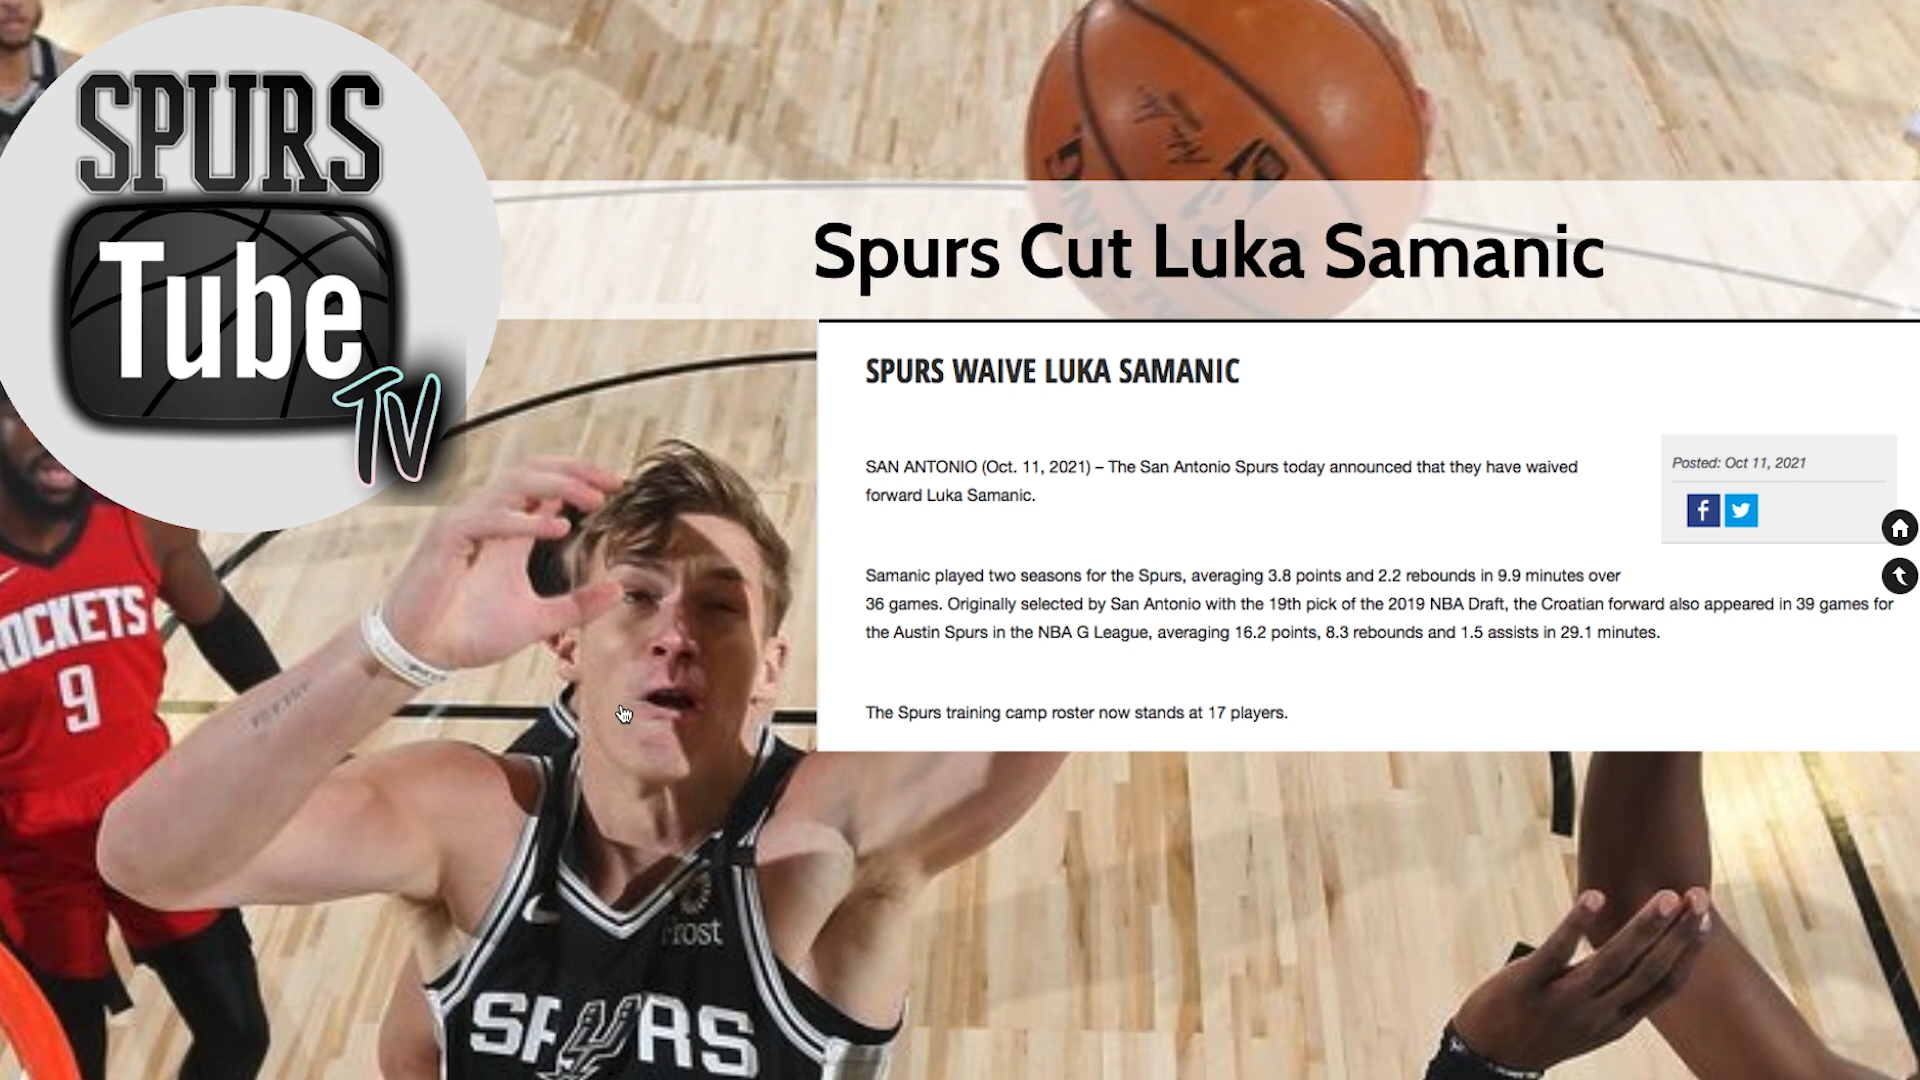 SPURS
Tube
TV
Spurs Cut Luka Samanic
SPURS WAIVE LUKA SAMANIC
SAN ANTONIO (Oct. 11, 2021) – The San Antonio Spurs today announced that they have waived
forward Luka Samanic.
Posted: Oct 11, 2021
Samanic played two seasons for the Spurs, averaging 3.8 points and 2.2 rebounds in 9.9 minutes over
36 games. Originally selected by San Antonio with the 19th pick of the 2019 NBA Draft, the Croatian forward also appeared in 39 games for
the Austin Spurs in the NBA G League, averaging 16.2 points, 8.3 rebounds and 1.5 assists in 29.1 minutes.
The Spurs training camp roster now stands at 17 players.
OCKETS
9
frost
SPURS